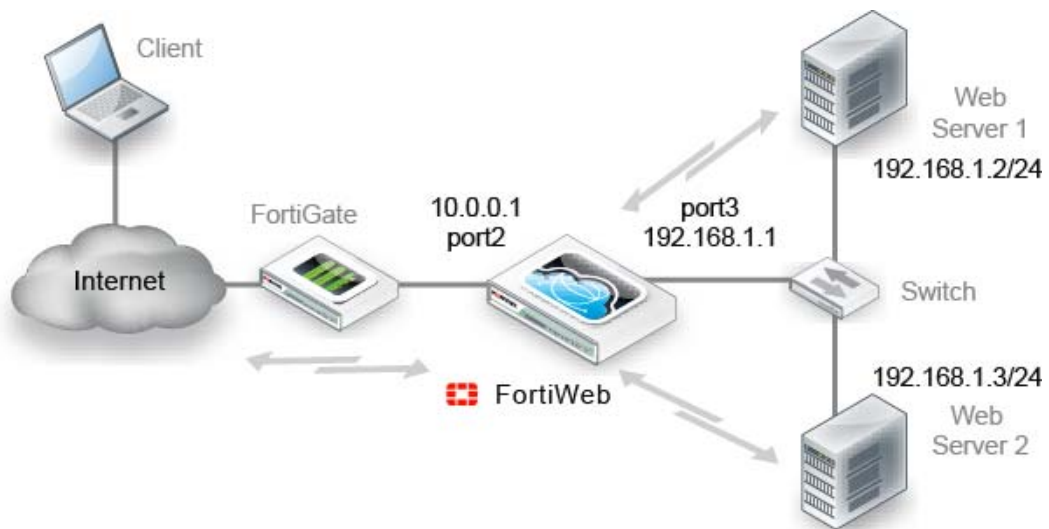 Client
Web
Server 1
192.168.1.2/24
FortiGate
10.0.0.1
port2
port3
192.168.1.1
Internet
Switch
FortiWeb
192.168.1.3/24
Web
Server 2